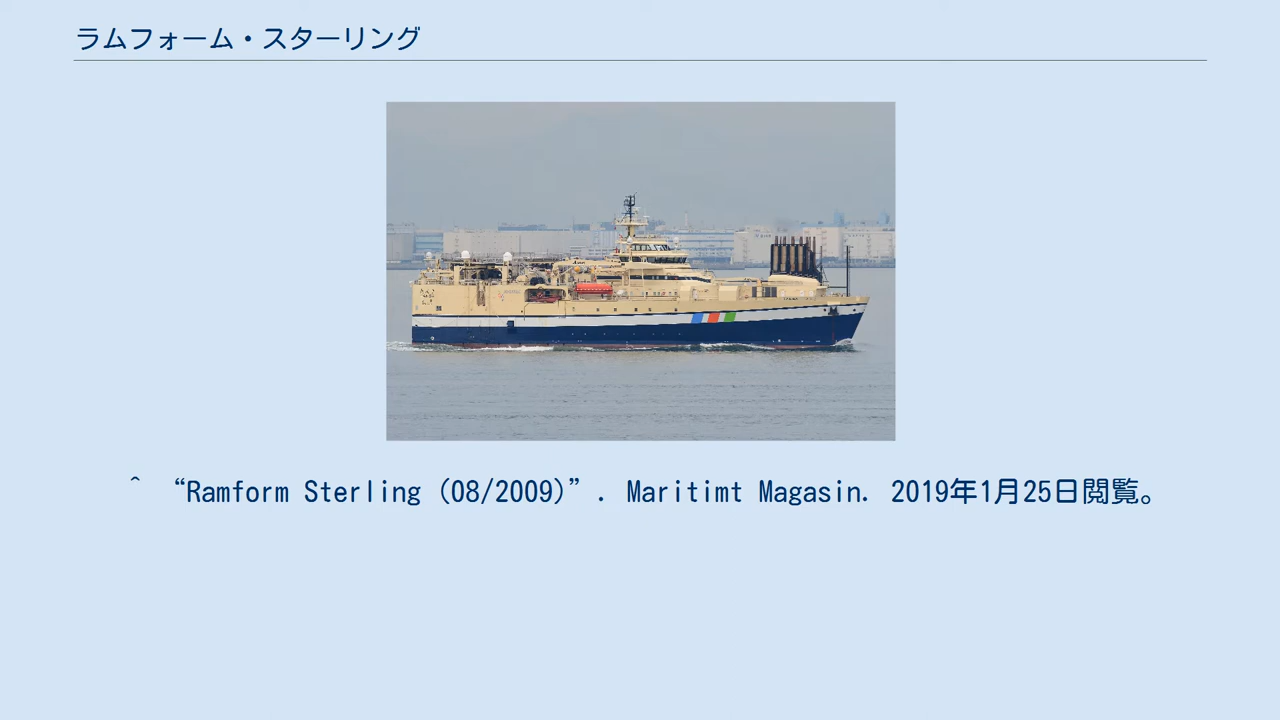 ラムフォーム・スターリング
^ “Ramform Sterling (08/2009)”. Maritimt Magasin. 2019年1月25日閲覧。